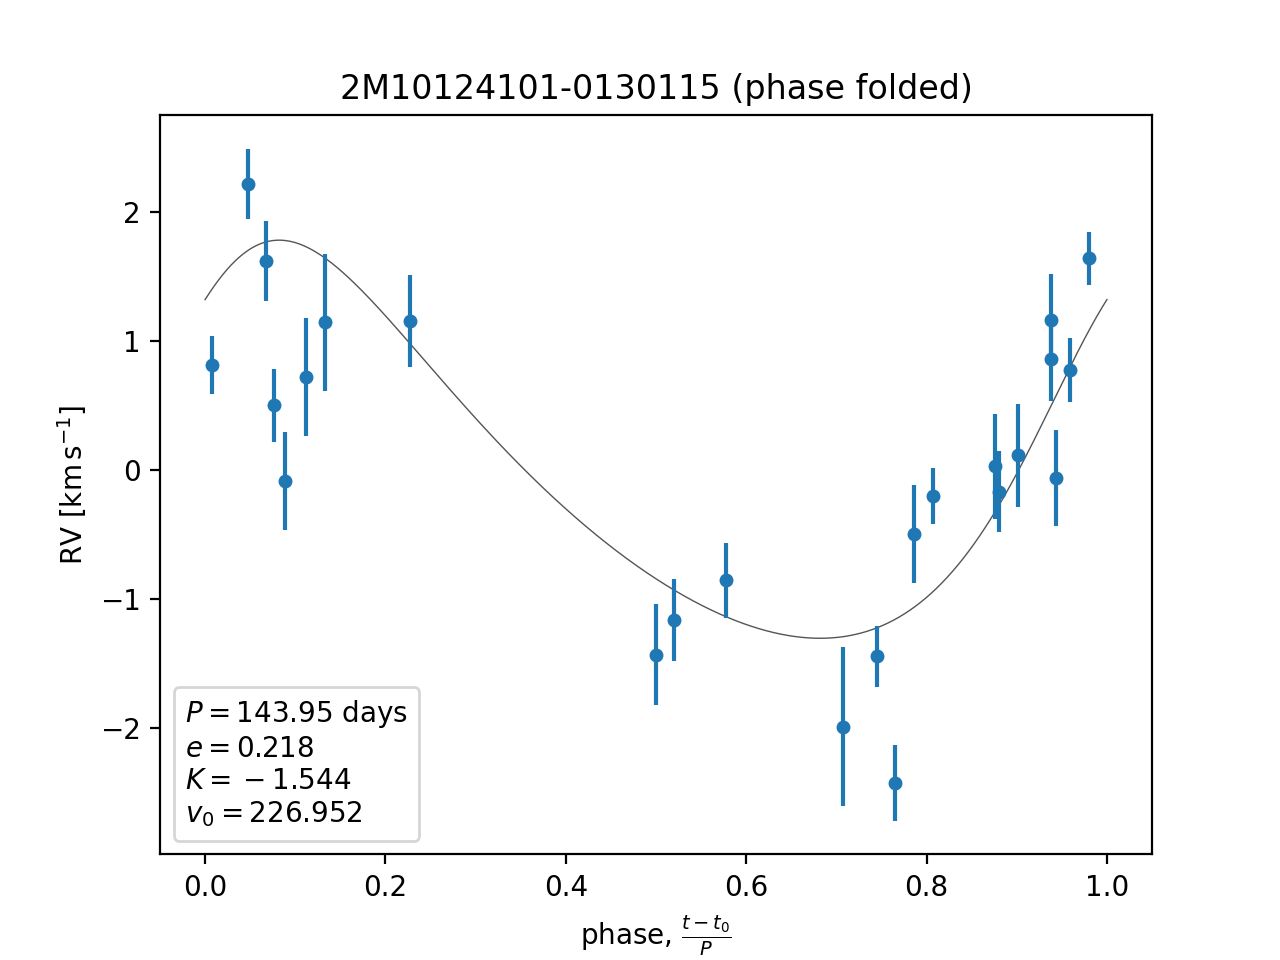 2M10124101-0130115 (phase folded)
2
1
0
−1
−2
RV [km s⁻¹]
P = 143.95 days
e = 0.218
K = −1.544
v₀ = 226.952
0.0 0.2 0.4 0.6 0.8 1.0
phase, (t − t₀)/P